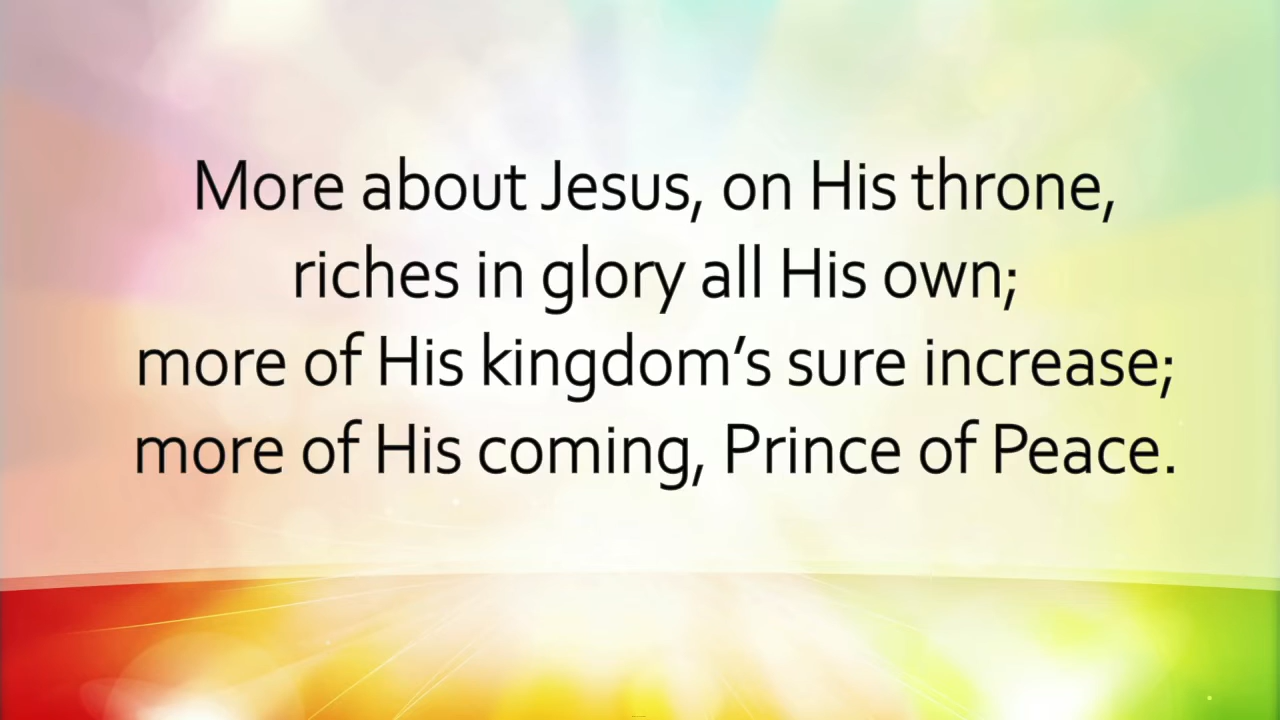 More about Jesus, on His throne,
riches in glory all His own;
more of His kingdom’s sure increase;
more of His coming, Prince of Peace.